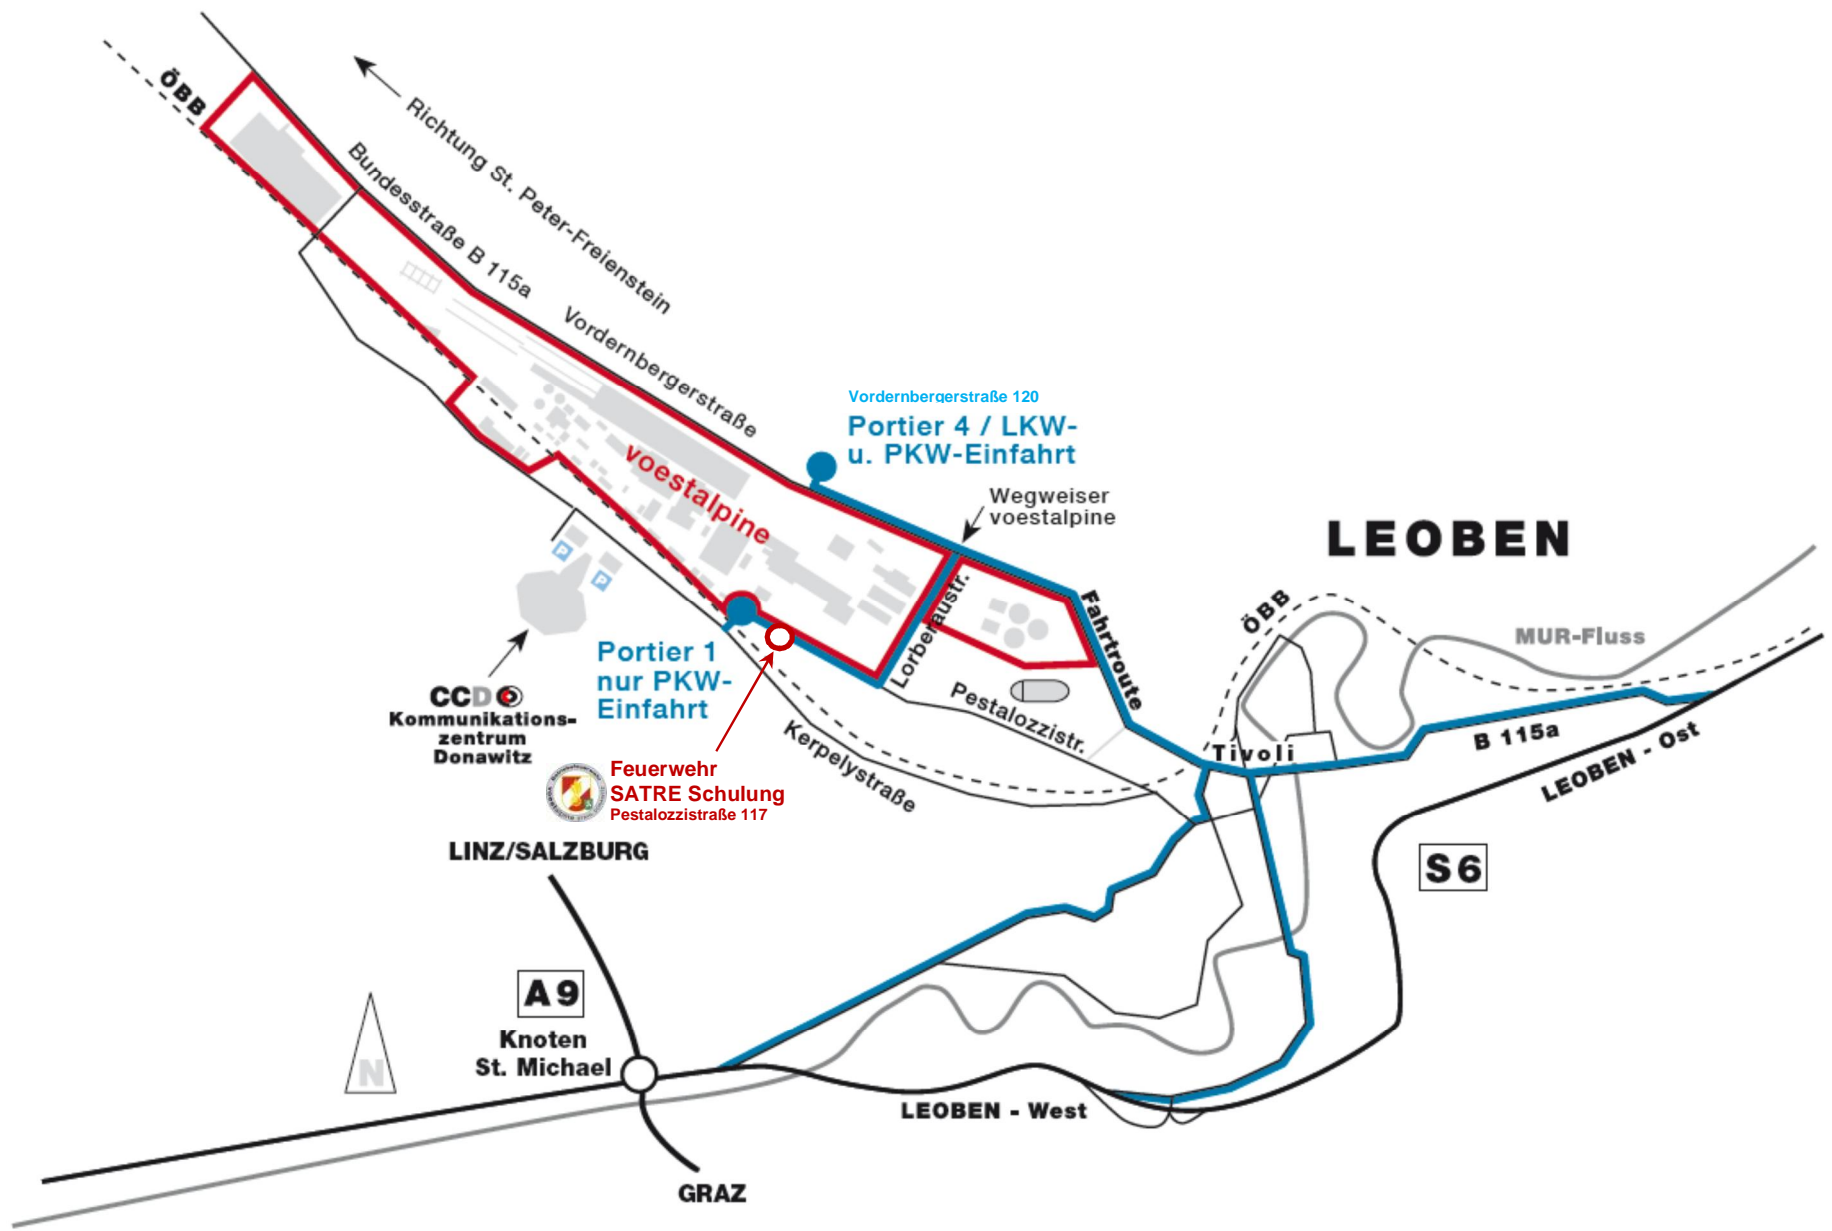 ÖBB
Richtung St. Peter-Freienstein
Bundesstraße B 115a
Vordernbergerstraße
Vordernbergerstraße 120
Portier 4 / LKW-
u. PKW-Einfahrt
voestalpine
Wegweiser
voestalpine
LEOBEN
P
P
Lorberaustr.
Fahrtroute
ÖBB
MUR-Fluss
Portier 1
nur PKW-
Einfahrt
Pestalozzistr.
CCD
Kommunikations-
zentrum
Donawitz
Kerpelystraße
Tivoli
B 115a
LEOBEN - Ost
Feuerwehr
SATRE Schulung
Pestalozzistraße 117
LINZ/SALZBURG
S 6
A 9
Knoten
St. Michael
N
LEOBEN - West
GRAZ